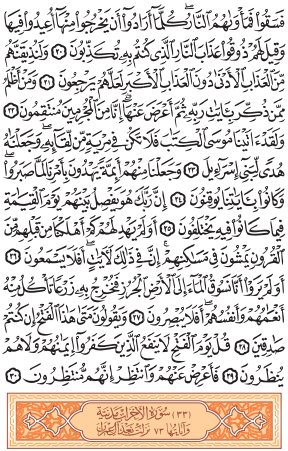 فَسَقُوا۟ فَمَأْوَىٰهُمُ ٱلنَّارُ ۖ كُلَّمَآ أَرَادُوٓا۟ أَن يَخْرُجُوا۟ مِنْهَآ أُعِيدُوا۟ فِيهَا
وَقِيلَ لَهُمْ ذُوقُوا۟ عَذَابَ ٱلنَّارِ ٱلَّذِى كُنتُم بِهِۦ تُكَذِّبُونَ ﴿٢٠﴾ وَلَنُذِيقَنَّهُم
مِّنَ ٱلْعَذَابِ ٱلْأَدْنَىٰ دُونَ ٱلْعَذَابِ ٱلْأَكْبَرِ لَعَلَّهُمْ يَرْجِعُونَ ﴿٢١﴾ وَمَنْ أَظْلَمُ
مِمَّن ذُكِّرَ بِـَٔايَٰتِ رَبِّهِۦ ثُمَّ أَعْرَضَ عَنْهَآ ۚ إِنَّا مِنَ ٱلْمُجْرِمِينَ مُنتَقِمُونَ ﴿٢٢﴾
وَلَقَدْ ءَاتَيْنَا مُوسَى ٱلْكِتَٰبَ فَلَا تَكُن فِى مِرْيَةٍ مِّن لِّقَآئِهِۦ ۖ وَجَعَلْنَٰهُ
هُدًى لِّبَنِىٓ إِسْرَٰٓءِيلَ ﴿٢٣﴾ وَجَعَلْنَا مِنْهُمْ أَئِمَّةً يَهْدُونَ بِأَمْرِنَا لَمَّا صَبَرُوا۟ ۖ
وَكَانُوا۟ بِـَٔايَٰتِنَا يُوقِنُونَ ﴿٢٤﴾ إِنَّ رَبَّكَ هُوَ يَفْصِلُ بَيْنَهُمْ يَوْمَ ٱلْقِيَٰمَةِ
فِيمَا كَانُوا۟ فِيهِ يَخْتَلِفُونَ ﴿٢٥﴾ أَوَلَمْ يَهْدِ لَهُمْ كَمْ أَهْلَكْنَا مِن قَبْلِهِم مِّنَ
ٱلْقُرُونِ يَمْشُونَ فِى مَسَٰكِنِهِمْ ۚ إِنَّ فِى ذَٰلِكَ لَءَايَٰتٍ ۖ أَفَلَا يَسْمَعُونَ ﴿٢٦﴾
أَوَلَمْ يَرَوْا۟ أَنَّا نَسُوقُ ٱلْمَآءَ إِلَى ٱلْأَرْضِ ٱلْجُرُزِ فَنُخْرِجُ بِهِۦ زَرْعًا تَأْكُلُ مِنْهُ
أَنْعَٰمُهُمْ وَأَنفُسُهُمْ ۖ أَفَلَا يُبْصِرُونَ ﴿٢٧﴾ وَيَقُولُونَ مَتَىٰ هَٰذَا ٱلْفَتْحُ إِن كُنتُمْ
صَٰدِقِينَ ﴿٢٨﴾ قُلْ يَوْمَ ٱلْفَتْحِ لَا يَنفَعُ ٱلَّذِينَ كَفَرُوٓا۟ إِيمَٰنُهُمْ وَلَا هُمْ
يُنظَرُونَ ﴿٢٩﴾ فَأَعْرِضْ عَنْهُمْ وَٱنتَظِرْ إِنَّهُم مُّنتَظِرُونَ ﴿٣٠﴾
(٣٣) سُورَةُ الأَحْزَابِ مَدَنِيَّة
وَآيَاتُهَا ٧٣ نَزَلَتْ بَعْدَ آلِ عِمْرَانَ